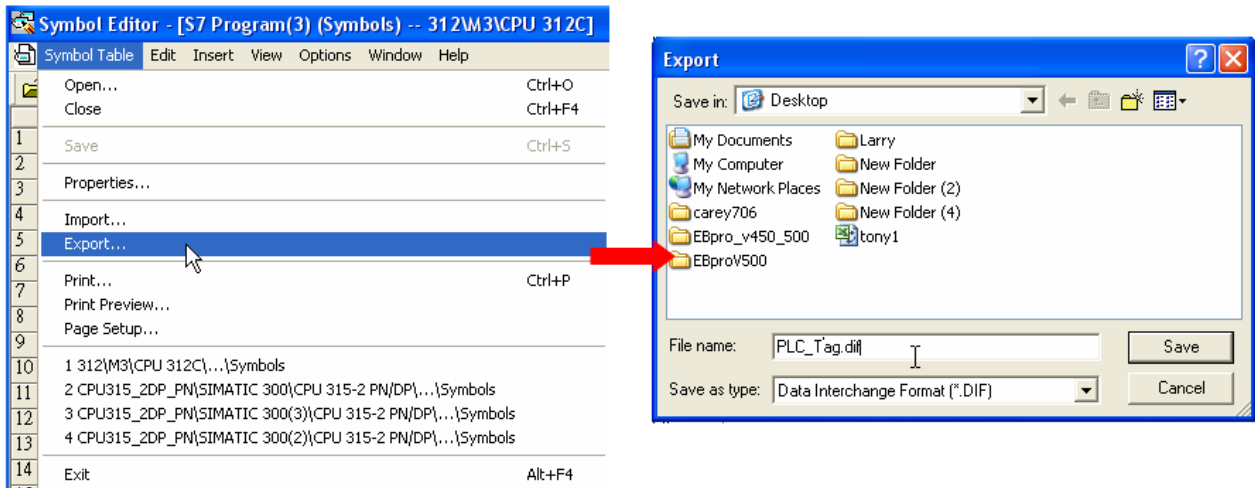 Symbol Editor - [S7 Program(3) (Symbols) -- 312\M3\CPU 312C]
Symbol Table Edit Insert View Options Window Help
Open... Ctrl+O
Close Ctrl+F4
1
Save Ctrl+S
2
3
Properties...
4
Import...
5
Export...
6
Print... Ctrl+P
7
Print Preview...
8
Page Setup...
9
10
1 312\M3\CPU 312C\...\Symbols
11
2 CPU315_2DP_PN\SIMATIC 300\CPU 315-2 PN/DP\...\Symbols
12
3 CPU315_2DP_PN\SIMATIC 300(3)\CPU 315-2 PN/DP\...\Symbols
13
4 CPU315_2DP_PN\SIMATIC 300(2)\CPU 315-2 PN/DP\...\Symbols
14
Exit Alt+F4
Export
Save in: Desktop
My Documents
My Computer
My Network Places
carey706
EBpro_v450_500
EBproV500
Larry
New Folder
New Folder (2)
New Folder (4)
tony1
File name: PLC_Tag.dif
Save
Save as type: Data Interchange Format (*.DIF)
Cancel